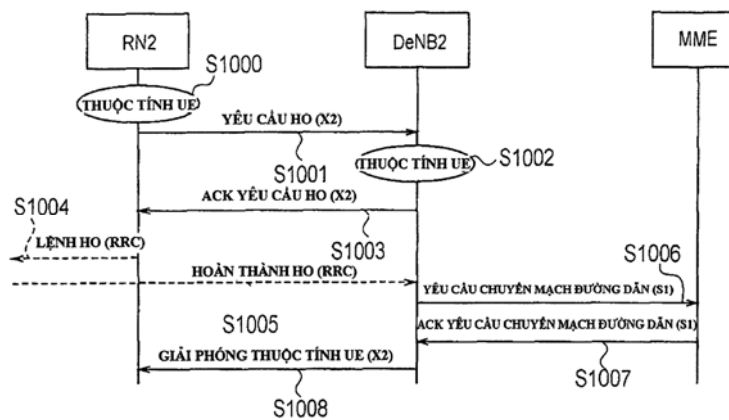 RN2
DeNB2
MME
S1000
THUỘC TÍNH UE
YÊU CẦU HO (X2)
S1001
THUỘC TÍNH UE
S1002
ACK YÊU CẦU HO (X2)
S1003
S1004
LỆNH HO (RRC)
HOÀN THÀNH HO (RRC)
S1005
S1006
YÊU CẦU CHUYỂN MẠCH ĐƯỜNG DẪN (S1)
ACK YÊU CẦU CHUYỂN MẠCH ĐƯỜNG DẪN (S1)
S1007
GIẢI PHÓNG THUỘC TÍNH UE (X2)
S1008